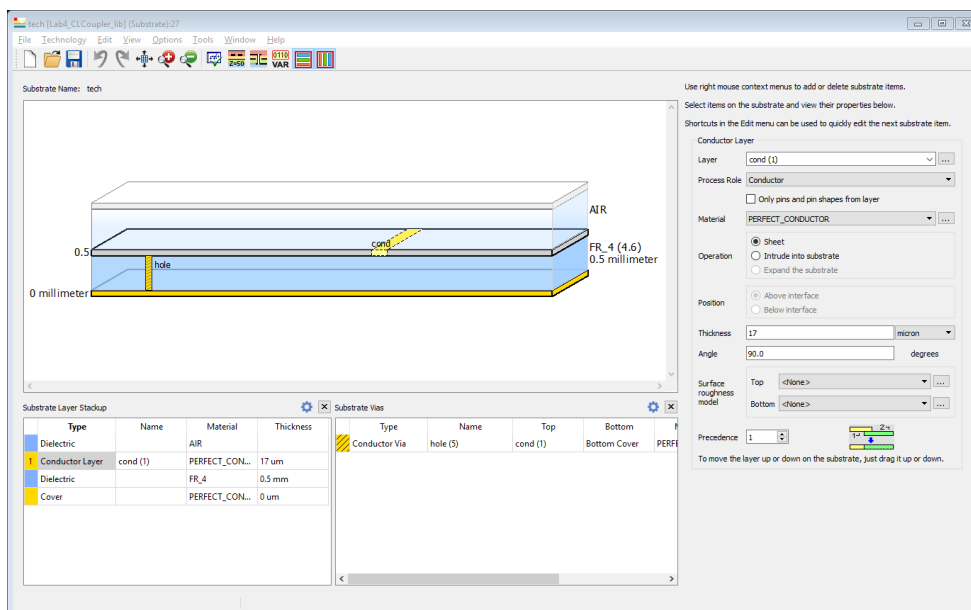 tech [Lab4_CLCoupler_lib] (Substrate):27
File Technology Edit View Options Tools Window Help
Z=50
0110
VAR
Substrate Name: tech
AIR
cond
0.5
FR_4 (4.6)
0.5 millimeter
hole
0 millimeter
Use right mouse context menus to add or delete substrate items.
Select items on the substrate and view their properties below.
Shortcuts in the Edit menu can be used to quickly edit the next substrate item.
Conductor Layer
Layer cond (1) ...
Process Role Conductor
Only pins and pin shapes from layer
Material PERFECT_CONDUCTOR ...
Operation
Sheet
Intrude into substrate
Expand the substrate
Position
Above interface
Below interface
Thickness 17 micron
Angle 90.0 degrees
Surface roughness model
Top <None> ...
Bottom <None> ...
Precedence 1
1 2
To move the layer up or down on the substrate, just drag it up or down.
Substrate Layer Stackup
Type Name Material Thickness
Dielectric AIR
1 Conductor Layer cond (1) PERFECT_CON... 17 um
Dielectric FR_4 0.5 mm
Cover PERFECT_CON... 0 um
Substrate Vias
Type Name Top Bottom
Conductor Via hole (5) cond (1) Bottom Cover PERF